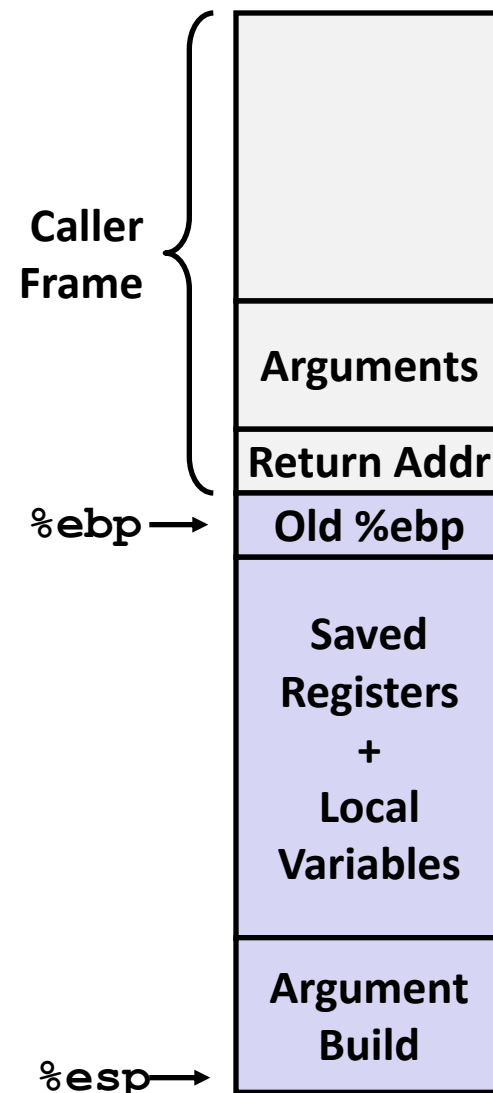 Caller
Frame
Arguments
Return Addr
%ebp
Old %ebp
Saved
Registers
+
Local
Variables
Argument
Build
%esp